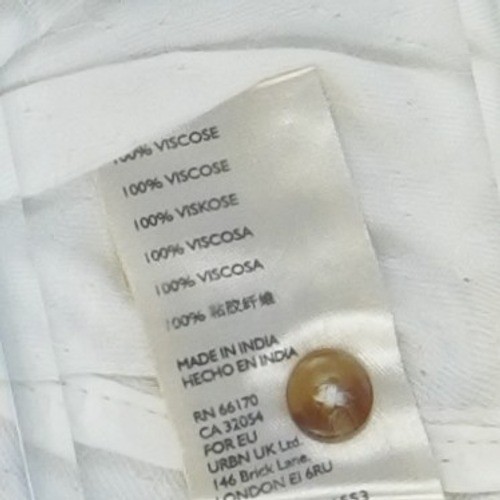 100% VISCOSE
100% VISCOSE
100% VISKOSE
100% VISCOSA
100% VISCOSA
100% 粘胶纤维
MADE IN INDIA
HECHO EN INDIA
RN 66170
CA 32054
FOR EU
URBN UK Ltd.
146 Brick Lane,
LONDON E1 6RU